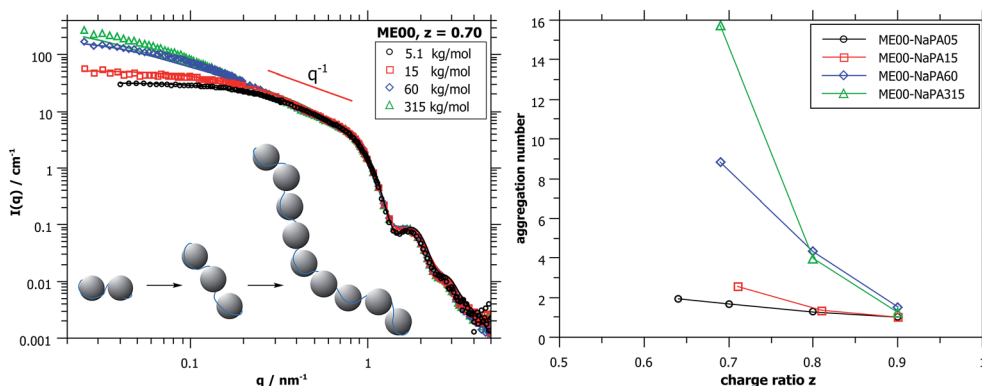 ME00, z = 0.70
5.1 kg/mol
15 kg/mol
60 kg/mol
315 kg/mol
q⁻¹
I(q) / cm⁻¹
100
10
1
0.1
0.01
0.001
0.1
1
q / nm⁻¹
ME00-NaPA05
ME00-NaPA15
ME00-NaPA60
ME00-NaPA315
aggregation number
16
14
12
10
8
6
4
2
0
0.5
0.6
0.7
0.8
0.9
1
charge ratio z